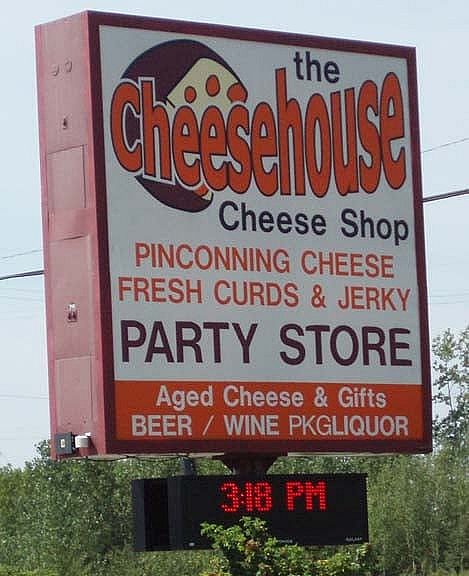 the
Cheesehouse
Cheese Shop
PINCONNING CHEESE
FRESH CURDS & JERKY
PARTY STORE
Aged Cheese & Gifts
BEER / WINE PKGLIQUOR
3:18 PM